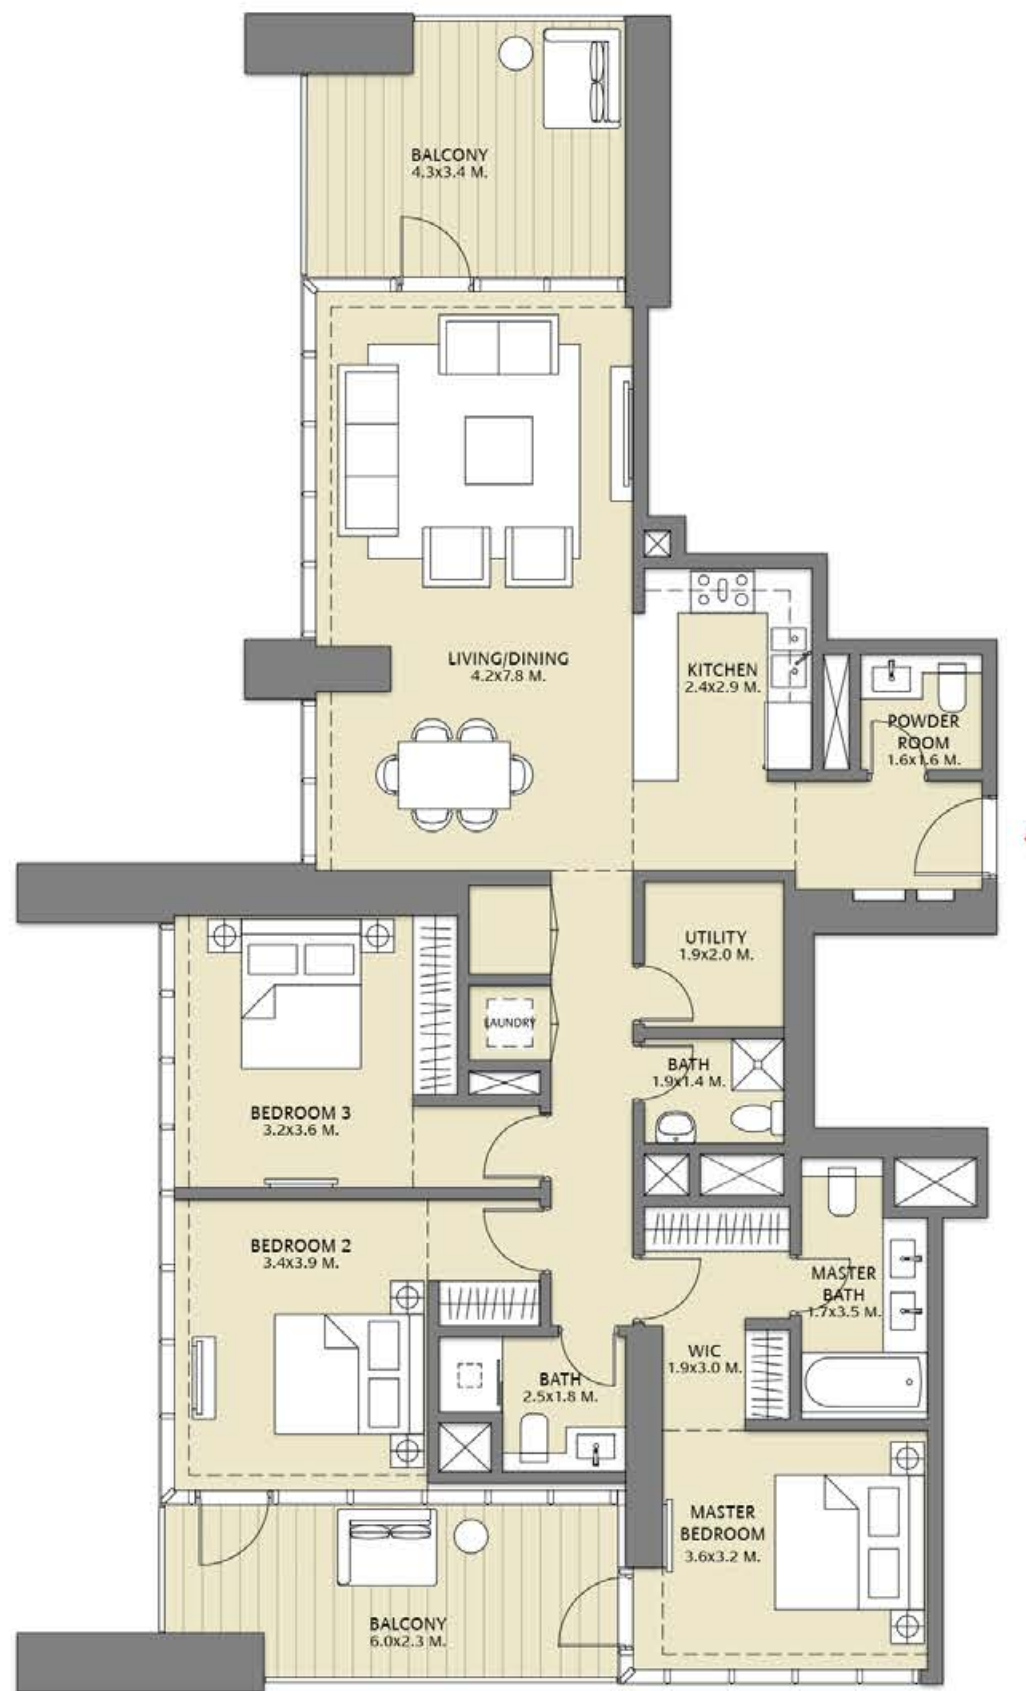 BALCONY
4.3x3.4 M.
LIVING/DINING
4.2x7.8 M.
KITCHEN
2.4x2.9 M.
POWDER
ROOM
1.6x1.6 M.
UTILITY
1.9x2.0 M.
LAUNDRY
BATH
1.9x1.4 M.
BEDROOM 3
3.2x3.6 M.
BEDROOM 2
3.4x3.9 M.
MASTER
BATH
1.7x3.5 M.
WIC
1.9x3.0 M.
BATH
2.5x1.8 M.
MASTER
BEDROOM
3.6x3.2 M.
BALCONY
6.0x2.3 M.